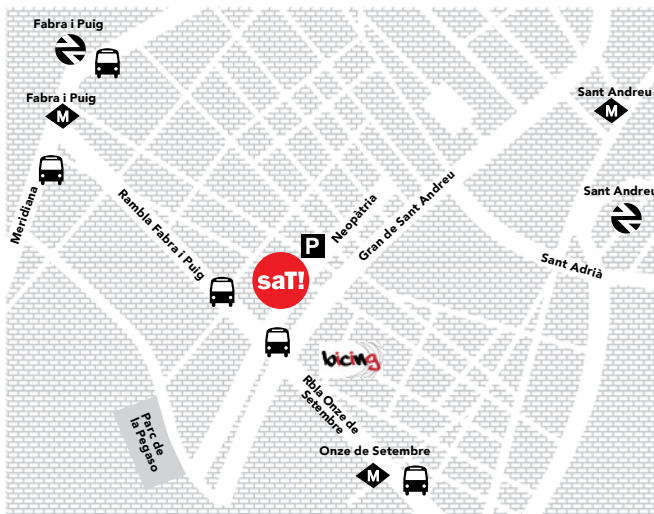 Fabra i Puig
Fabra i Puig
M
Meridiana
Rambla Fabra i Puig
saT!
P
Neopàtria
Gran de Sant Andreu
Sant Andreu
M
Sant Andreu
Sant Adrià
bicing
Rbla Onze de
Setembre
Parc de
la Pegaso
Onze de Setembre
M